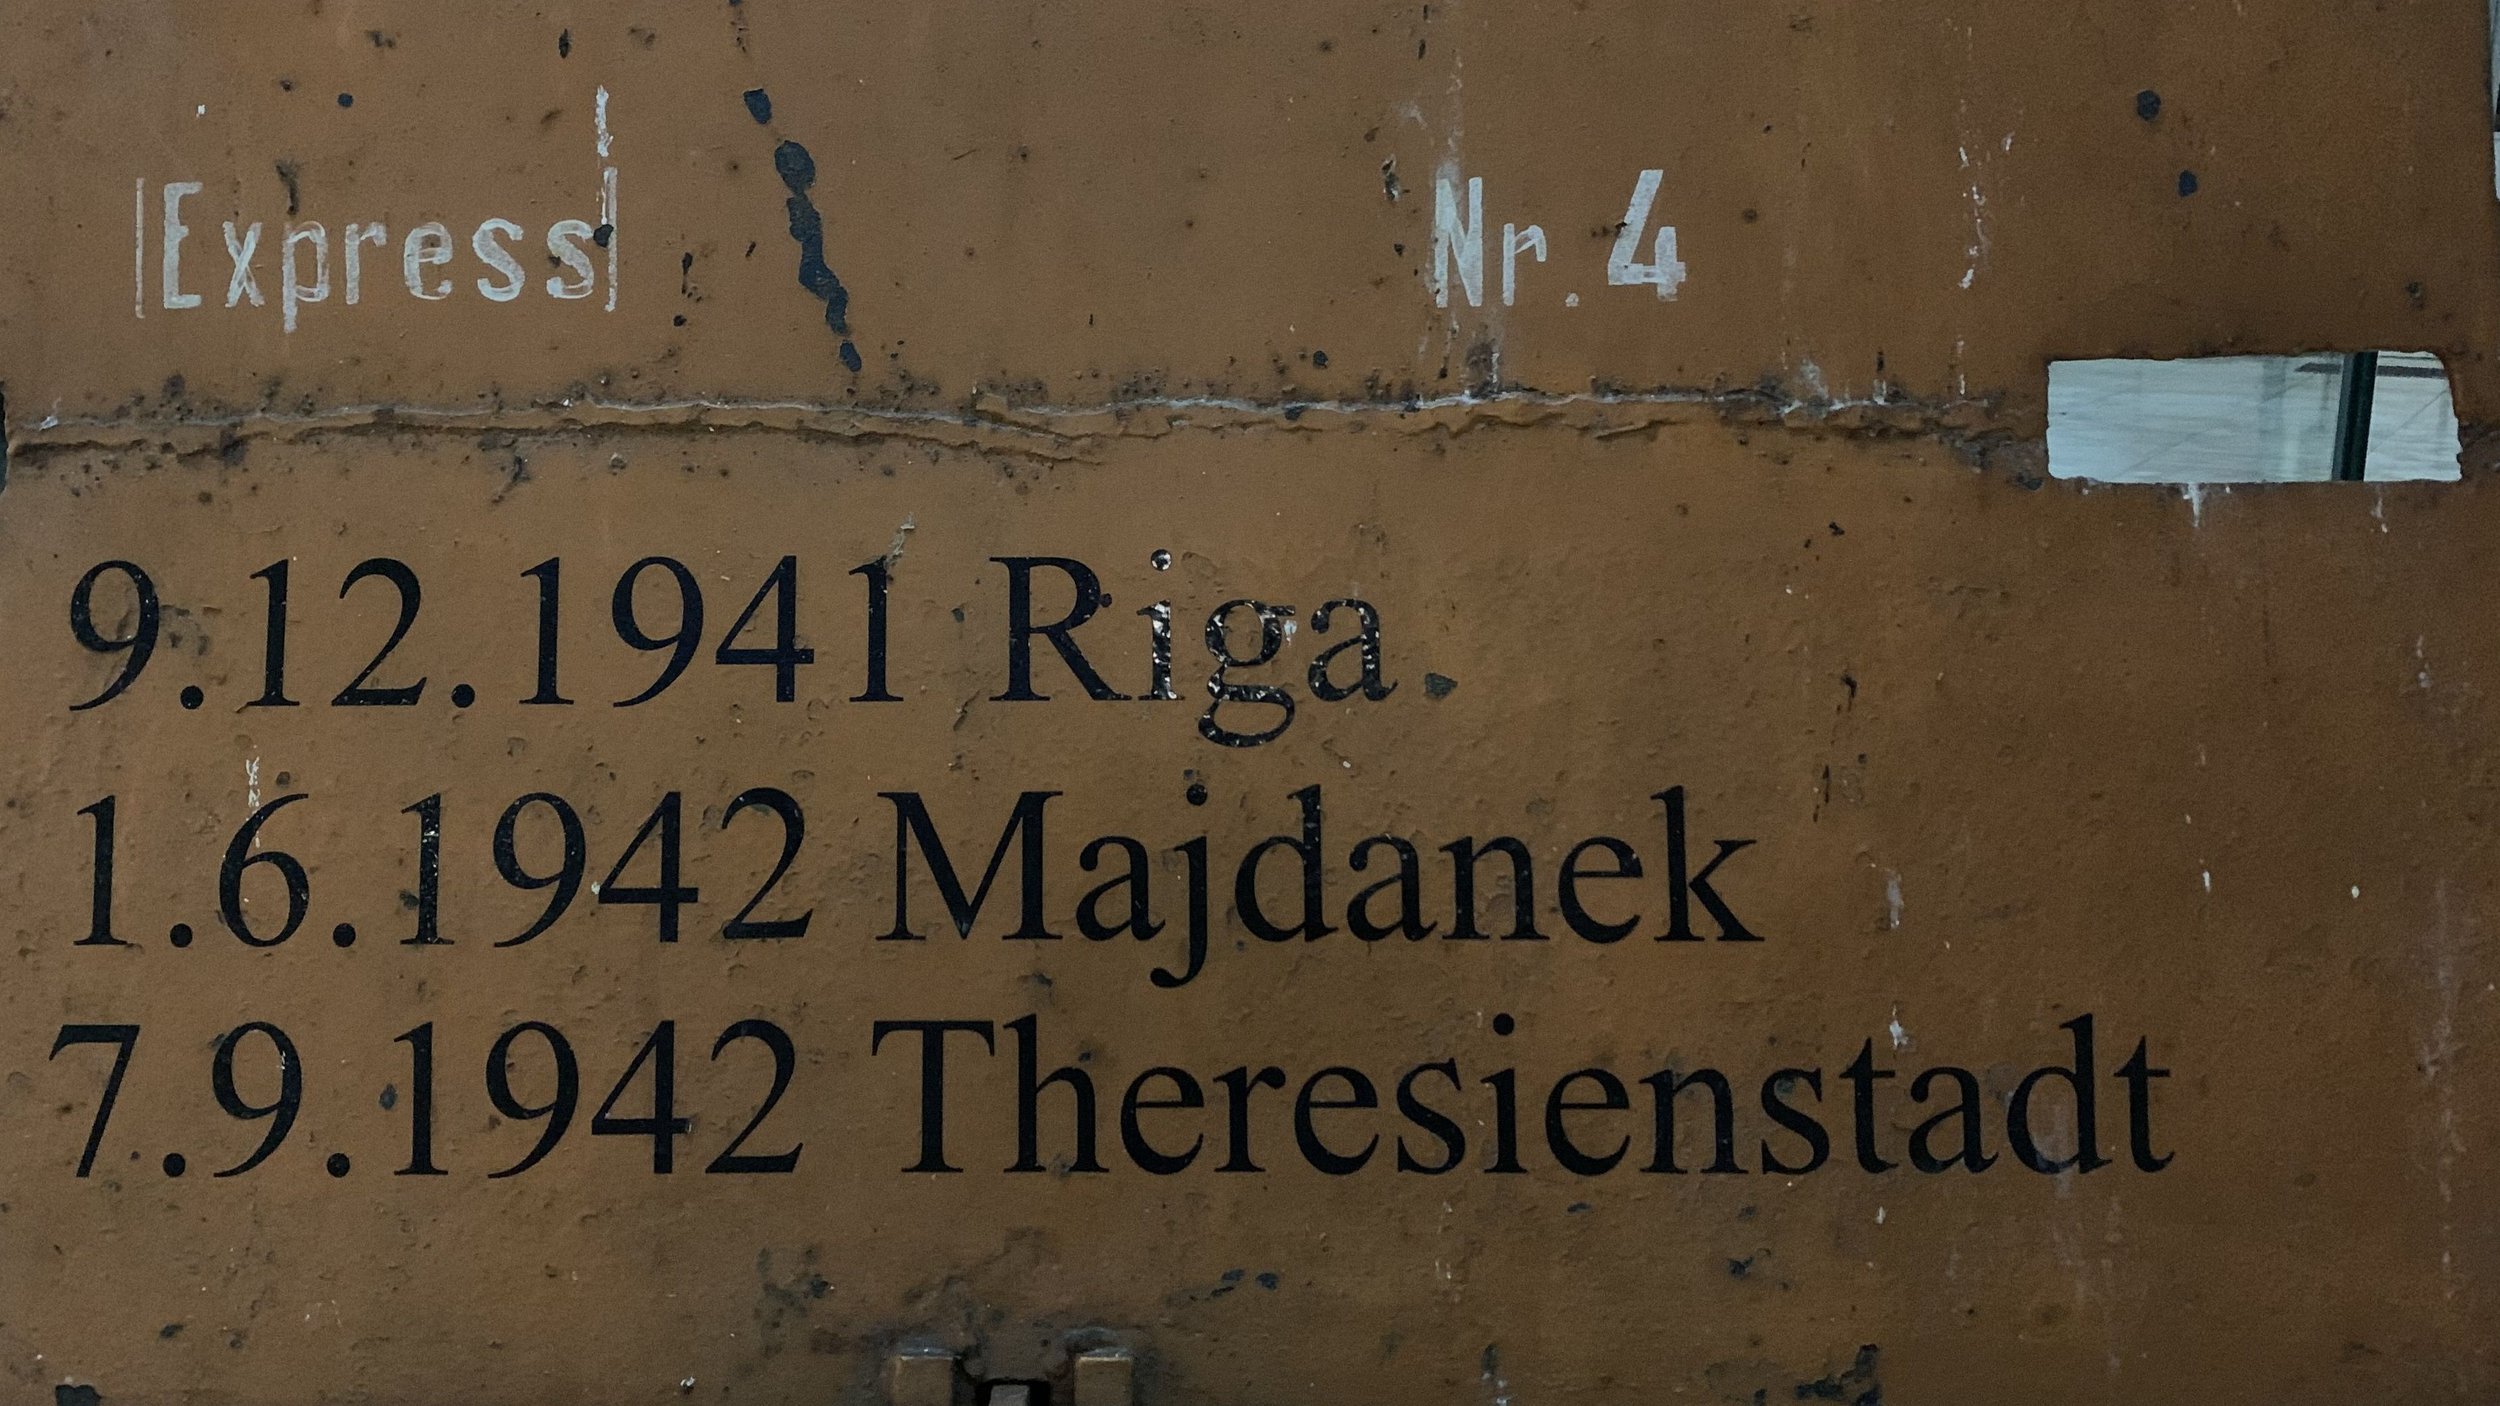 Express Nr. 4
9.12.1941 Riga
1.6.1942 Majdanek
7.9.1942 Theresienstadt